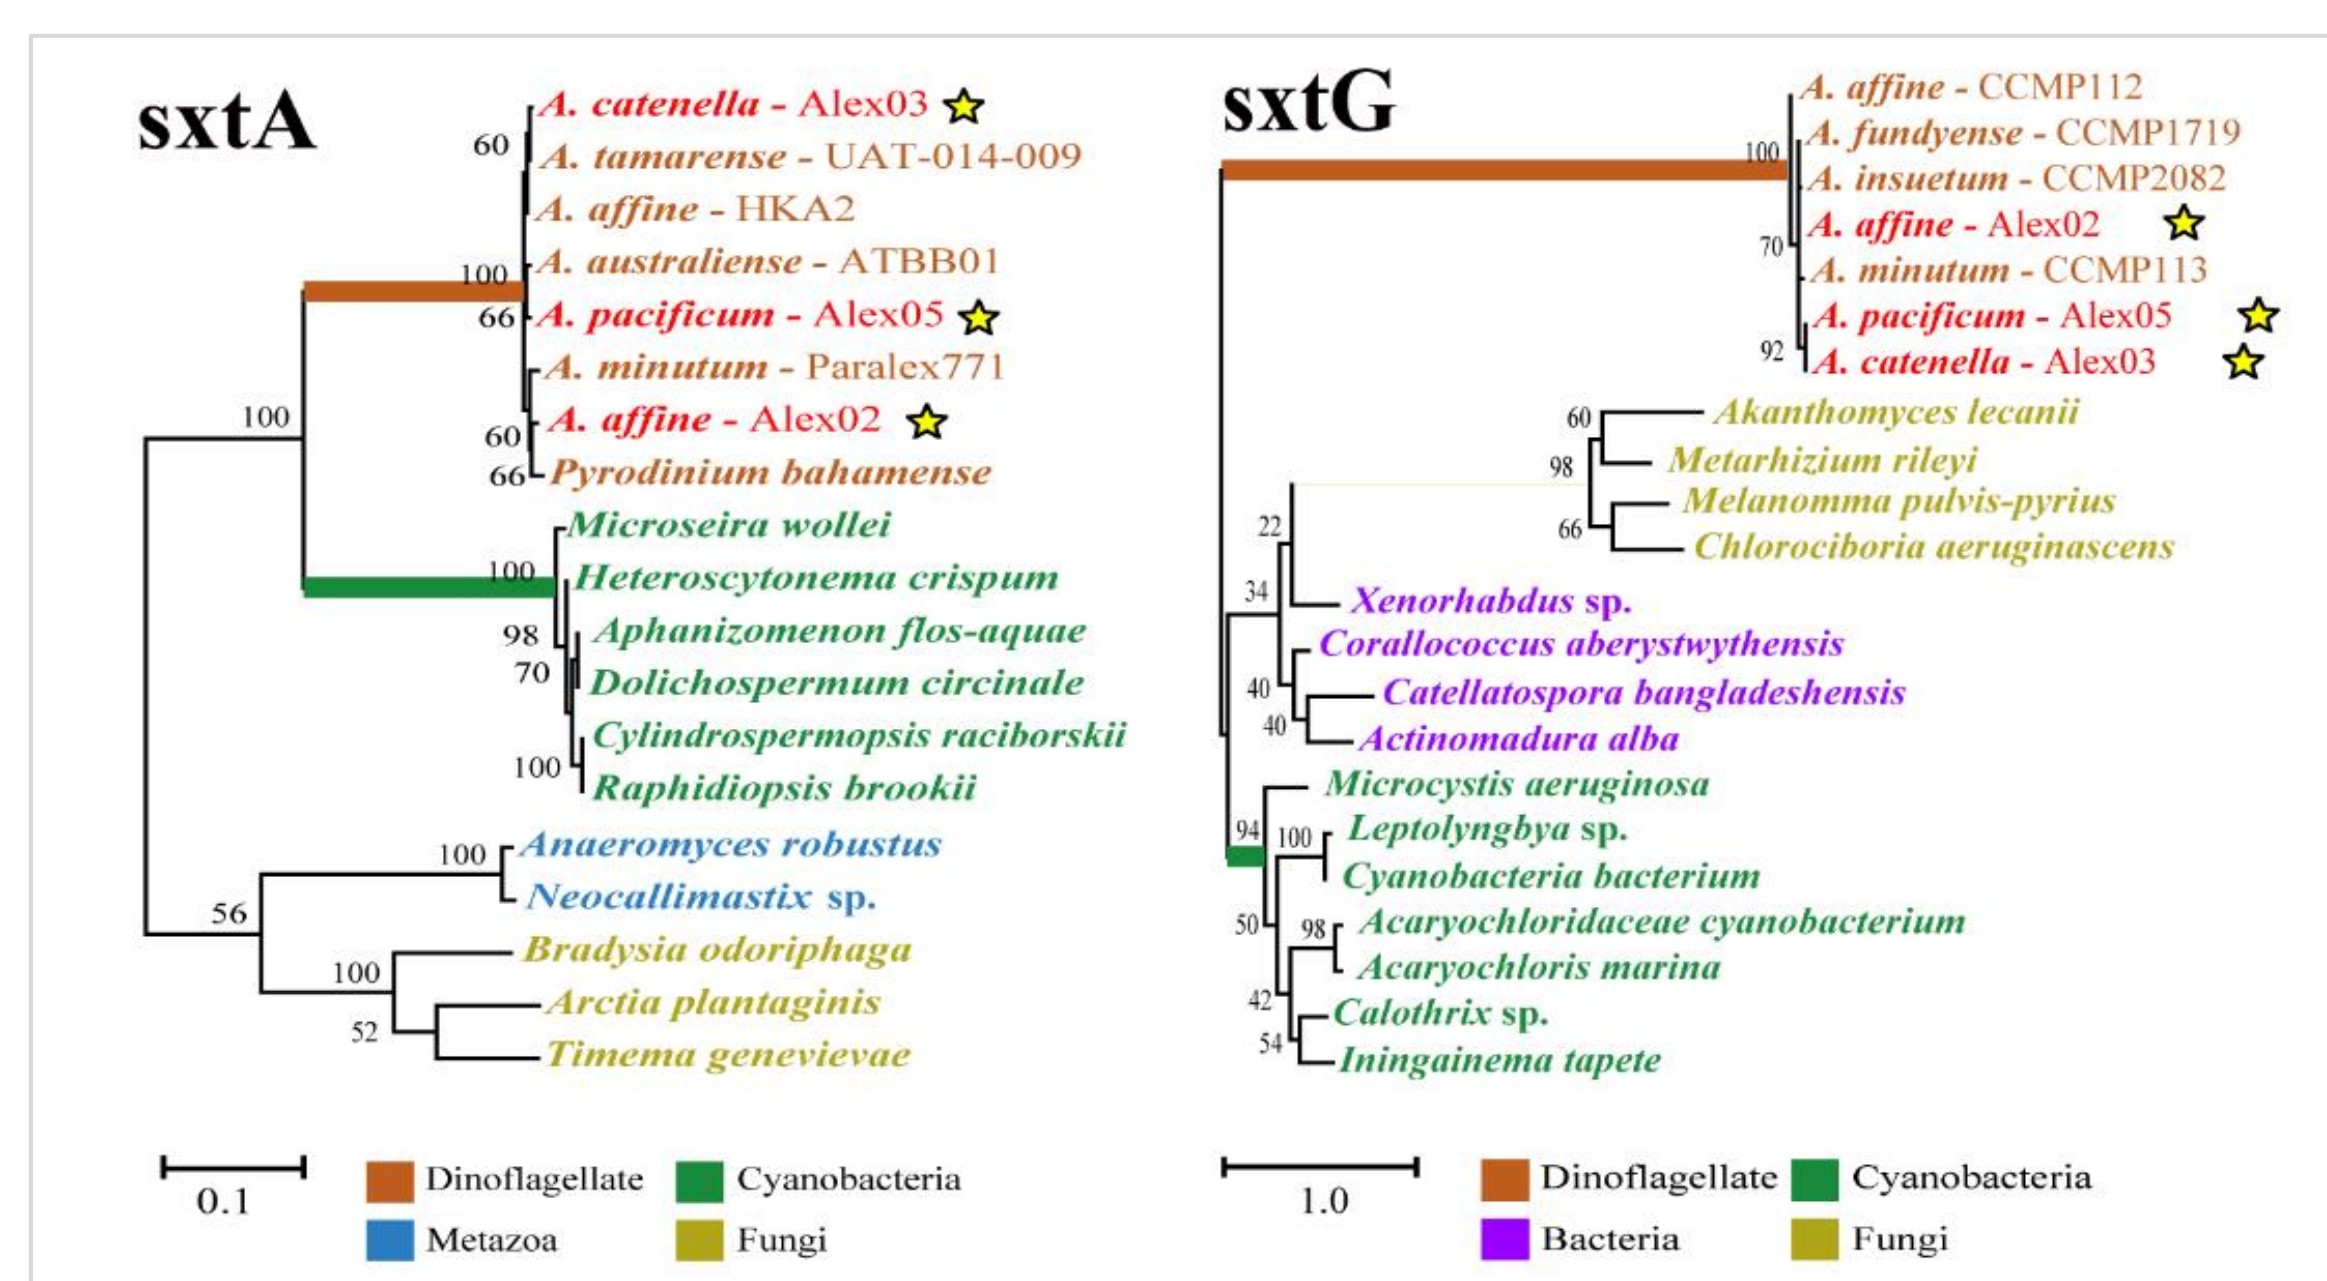 sxtA
A. catenella - Alex03
60
A. tamarense - UAT-014-009
A. affine - HKA2
A. australiense - ATBB01
100
66
A. pacificum - Alex05
A. minutum - Paralex771
100
A. affine - Alex02
60
66
Pyrodinium bahamense
Microseira wollei
100
Heteroscytonema crispum
98
Aphanizomenon flos-aquae
70
Dolichospermum circinale
Cylindrospermopsis raciborskii
100
Raphidiopsis brookii
100
Anaeromyces robustus
Neocallimastix sp.
56
Bradysia odoriphaga
100
Arctia plantaginis
52
Timema genevievae
0.1
Dinoflagellate
Cyanobacteria
Metazoa
Fungi
sxtG
A. affine - CCMP112
A. fundyense - CCMP1719
100
A. insuetum - CCMP2082
A. affine - Alex02
70
A. minutum - CCMP113
A. pacificum - Alex05
92
A. catenella - Alex03
60
Akanthomyces lecanii
98
Metarhizium rileyi
Melanomma pulvis-pyrius
66
Chlorociboria aeruginascens
22
34
Xenorhabdus sp.
Corallococcus aberystwythensis
40
Catellatospora bangladeshensis
40
Actinomadura alba
Microcystis aeruginosa
94
100
Leptolyngbya sp.
Cyanobacteria bacterium
50
98
Acaryochloridaceae cyanobacterium
Acaryochloris marina
42
Calothrix sp.
54
Iningainema tapete
1.0
Dinoflagellate
Cyanobacteria
Bacteria
Fungi